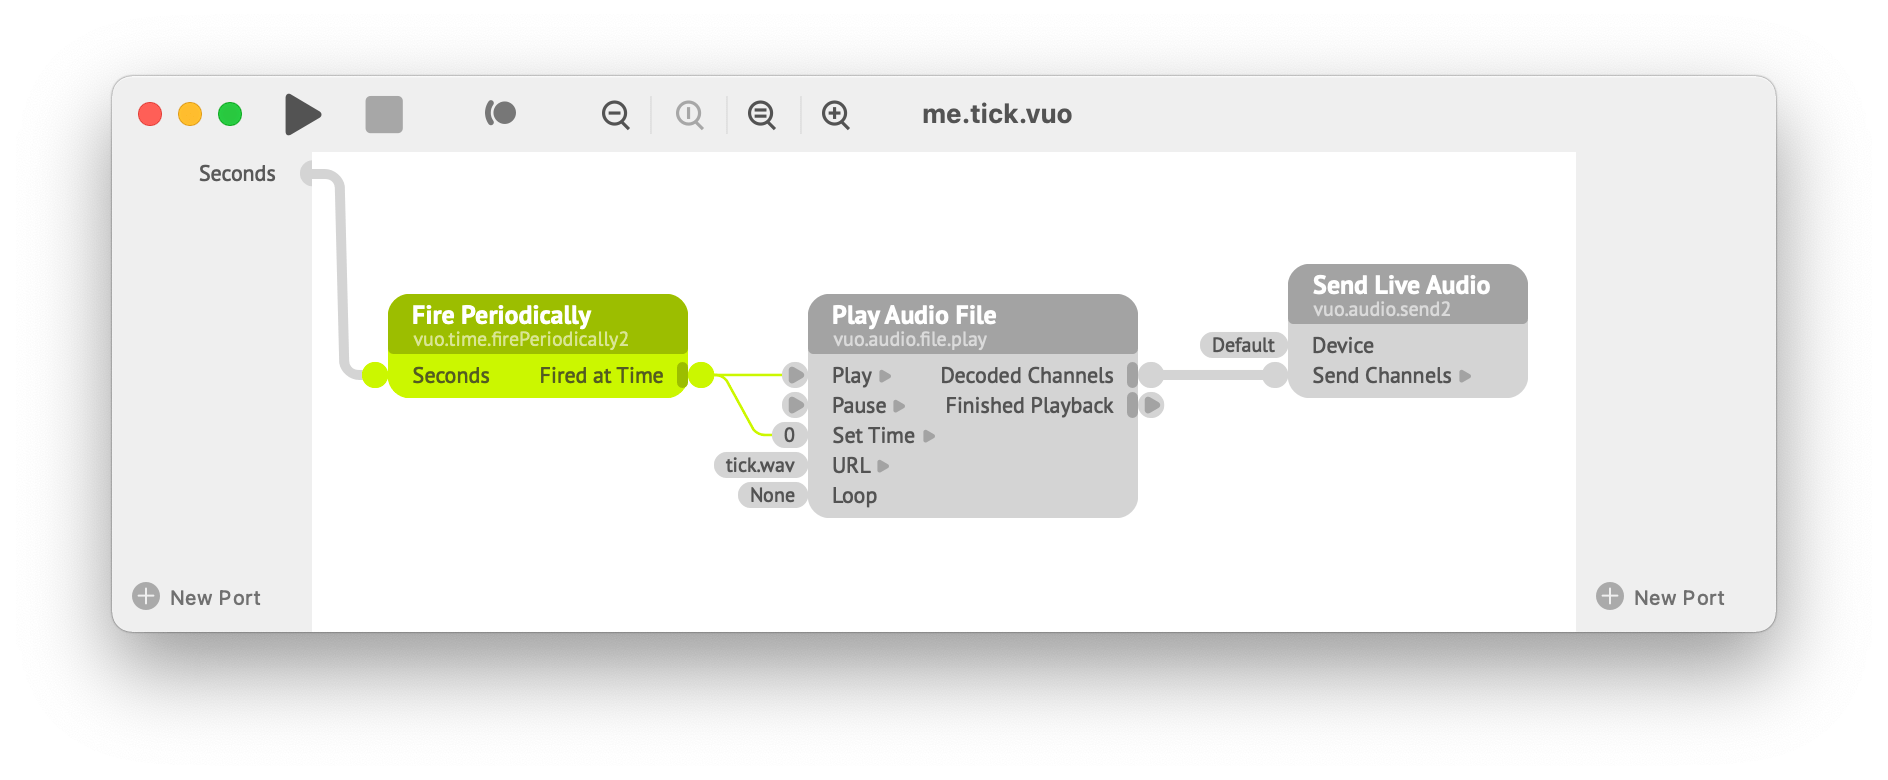 me.tick.vuo
Seconds
Fire Periodically
vuo.time.firePeriodically2
Seconds Fired at Time
Play Audio File
vuo.audio.file.play
Play Decoded Channels
Pause Finished Playback
0 Set Time
tick.wav URL
None Loop
Send Live Audio
vuo.audio.send2
Default Device
Send Channels
New Port
New Port